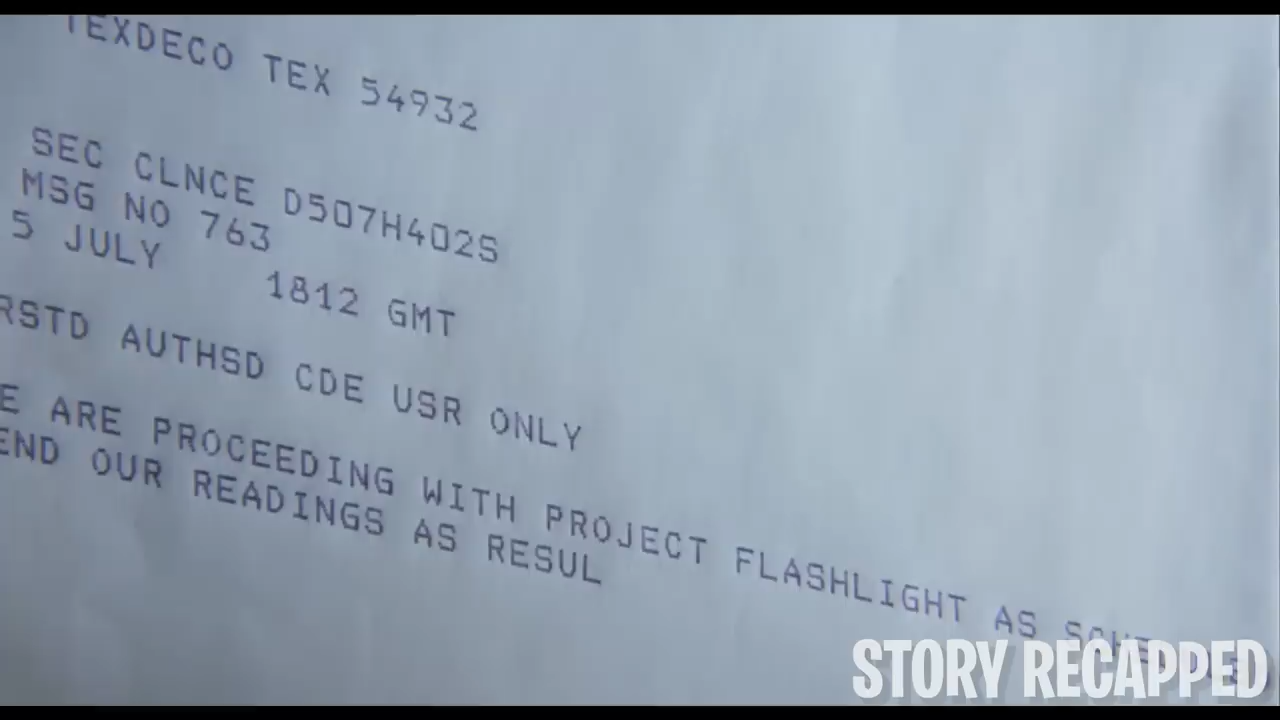 TEXDECO TEX 54932
SEC CLNCE D507H402S
MSG NO 763
5 JULY 1812 GMT
RSTD AUTHSD CDE USR ONLY
E ARE PROCEEDING WITH PROJECT FLASHLIGHT AS
END OUR READINGS AS RESUL
STORY RECAPPED